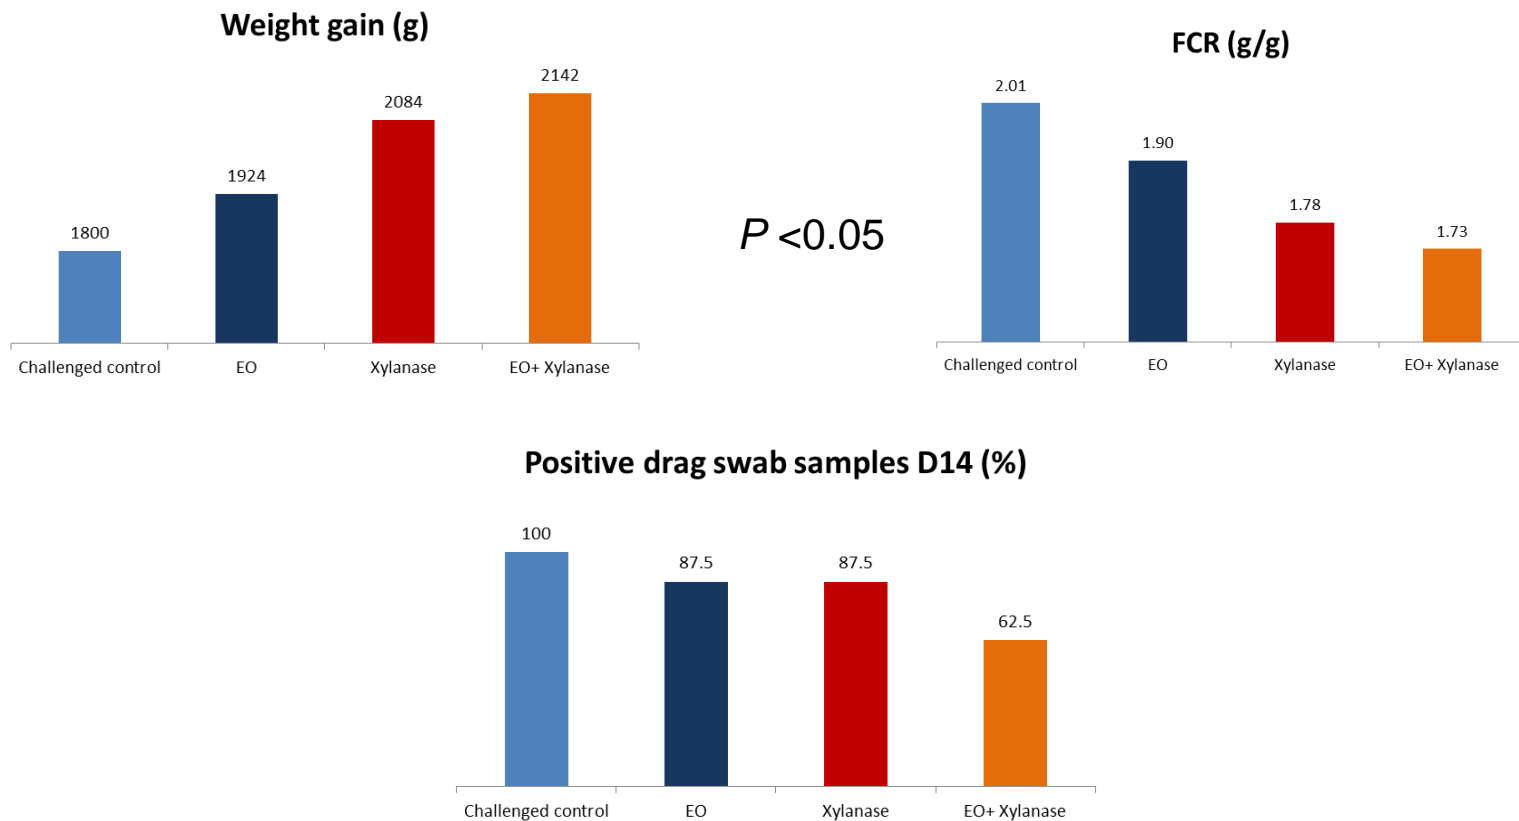 Weight gain (g)
1800
1924
2084
2142
Challenged control
EO
Xylanase
EO+ Xylanase
P <0.05
FCR (g/g)
2.01
1.90
1.78
1.73
Challenged control
EO
Xylanase
EO+ Xylanase
Positive drag swab samples D14 (%)
100
87.5
87.5
62.5
Challenged control
EO
Xylanase
EO+ Xylanase